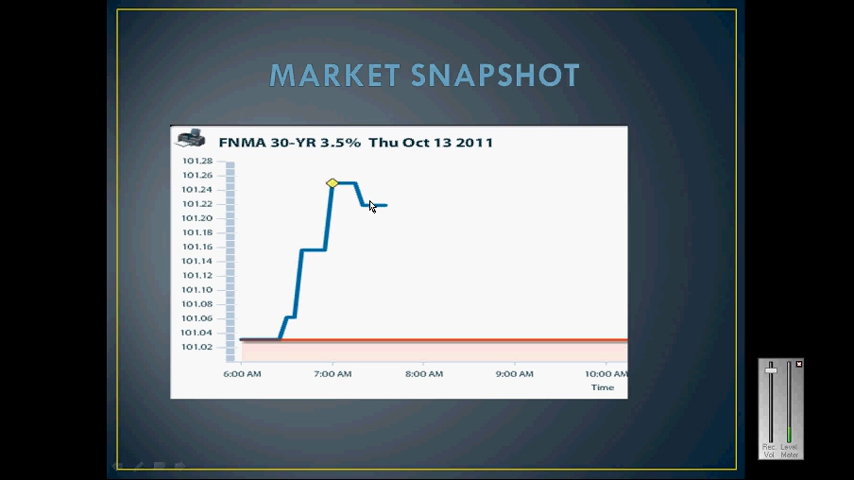 MARKET SNAPSHOT
FNMA 30-YR 3.5% Thu Oct 13 2011
101.28
101.26
101.24
101.22
101.20
101.18
101.16
101.14
101.12
101.10
101.08
101.06
101.04
101.02
6:00 AM 7:00 AM 8:00 AM 9:00 AM 10:00 AM
Time
Rec. Level
Vol Meter